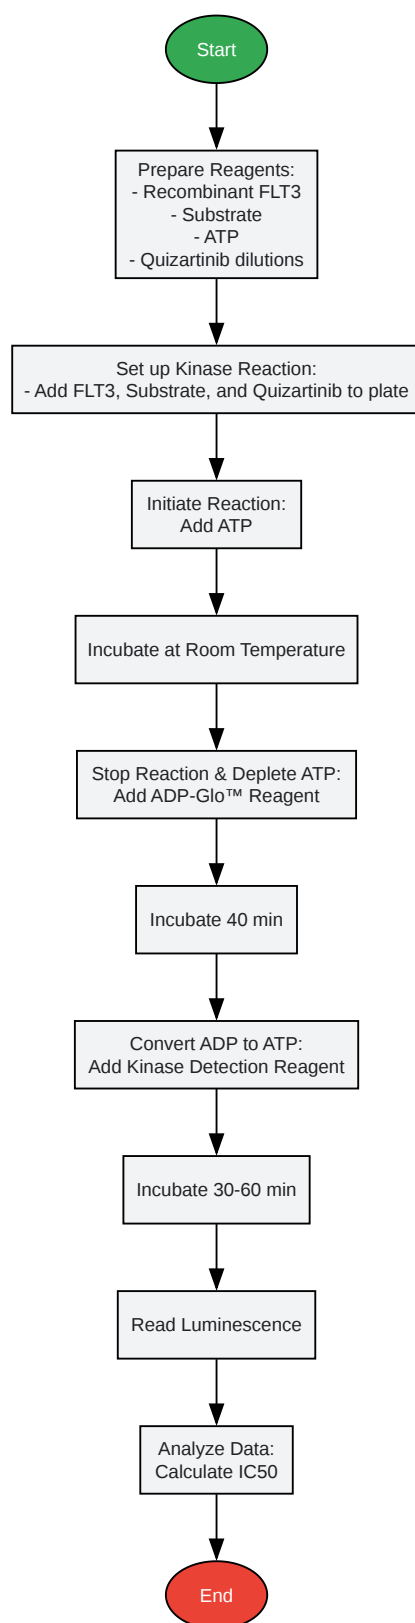 Start
Prepare Reagents:
- Recombinant FLT3
- Substrate
- ATP
- Quizartinib dilutions
Set up Kinase Reaction:
- Add FLT3, Substrate, and Quizartinib to plate
Initiate Reaction:
Add ATP
Incubate at Room Temperature
Stop Reaction & Deplete ATP:
Add ADP-Glo™ Reagent
Incubate 40 min
Convert ADP to ATP:
Add Kinase Detection Reagent
Incubate 30-60 min
Read Luminescence
Analyze Data:
Calculate IC50
End